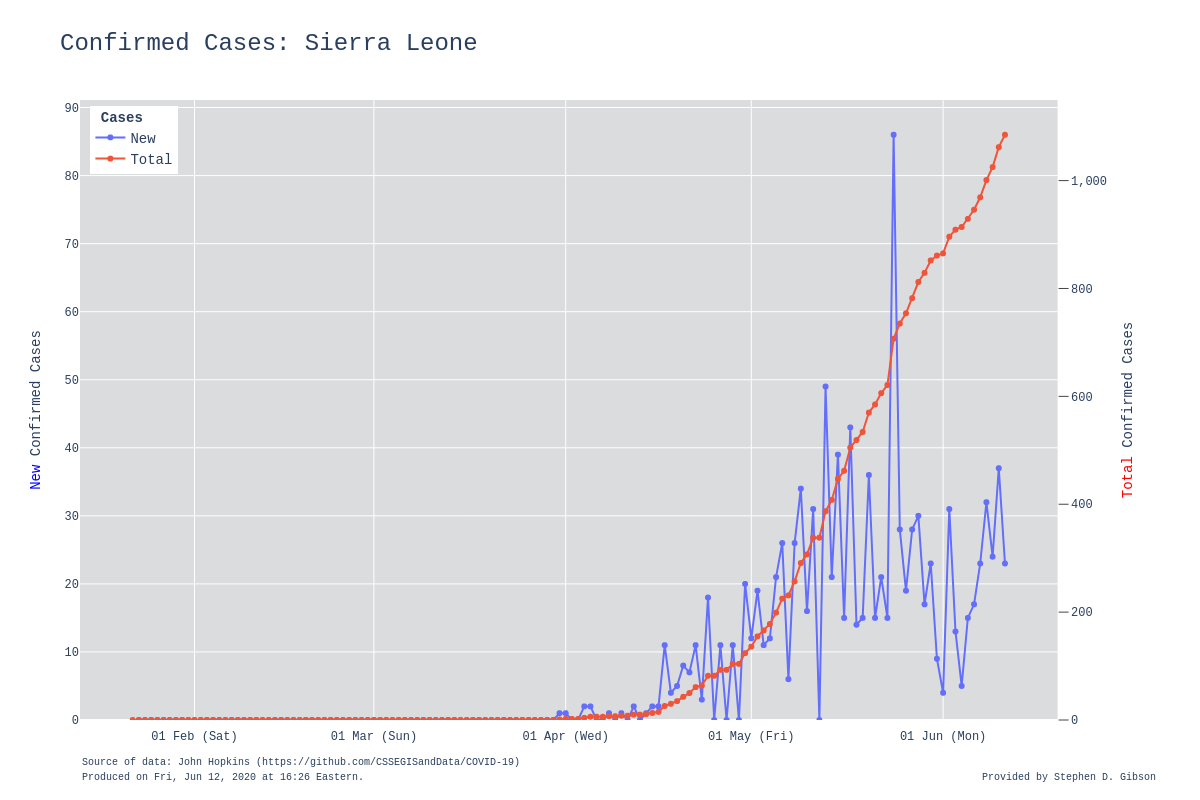 Confirmed Cases: Sierra Leone
Cases
New
Total
90
80
70
60
50
40
30
20
10
0
New Confirmed Cases
1,000
800
600
400
200
0
Total Confirmed Cases
01 Feb (Sat)
01 Mar (Sun)
01 Apr (Wed)
01 May (Fri)
01 Jun (Mon)
Source of data: John Hopkins (https://github.com/CSSEGISandData/COVID-19)
Produced on Fri, Jun 12, 2020 at 16:26 Eastern.
Provided by Stephen D. Gibson